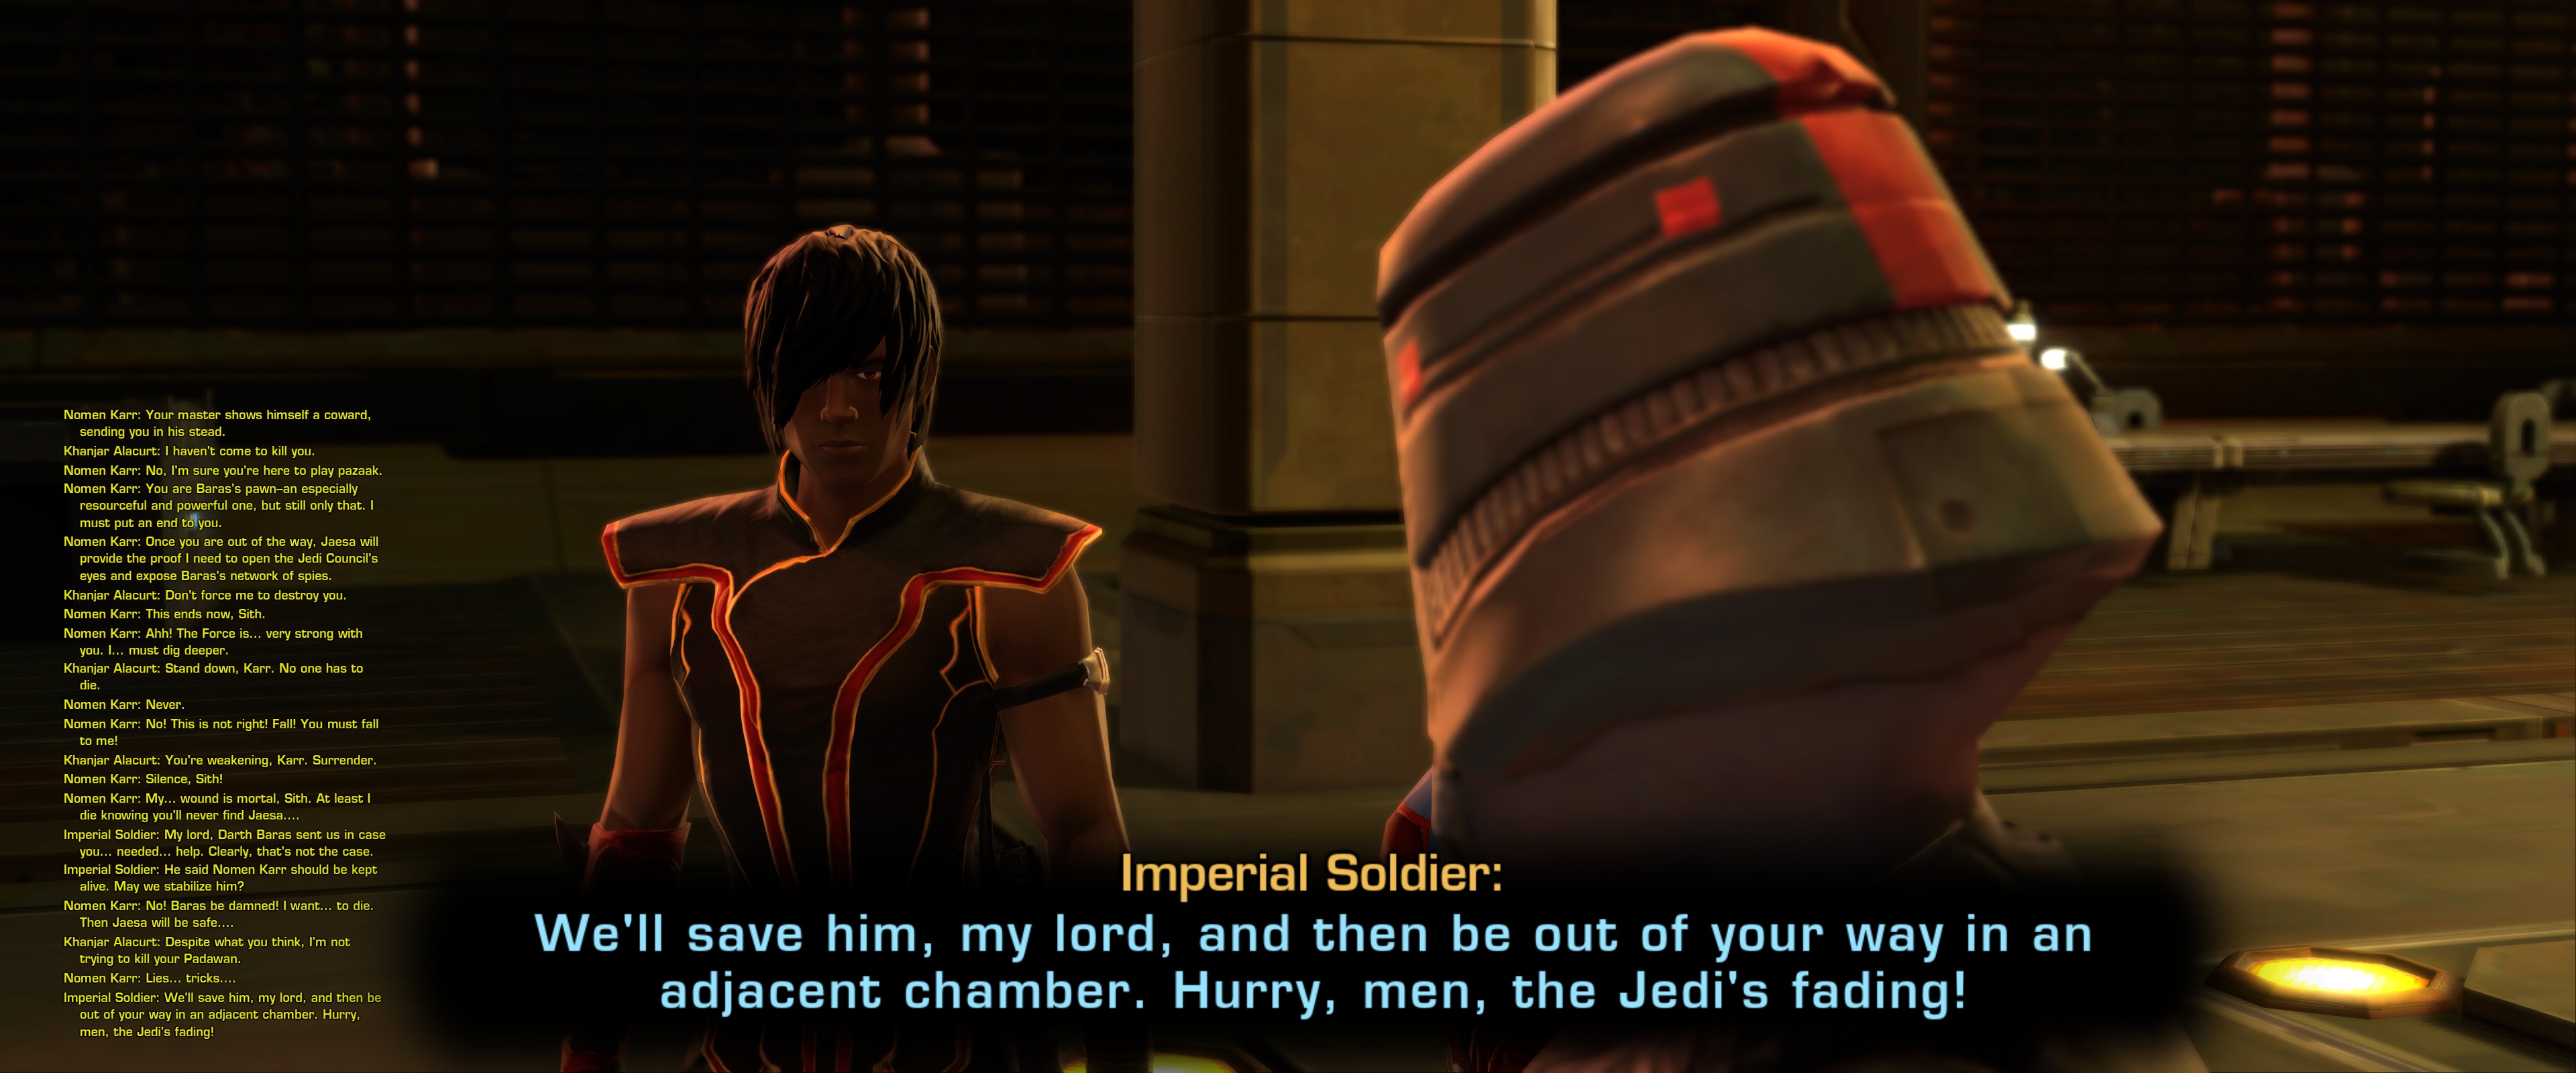 Nomen Karr: Your master shows himself a coward,
sending you in his stead.
Khanjar Alacurt: I haven't come to kill you.
Nomen Karr: No, I'm sure you're here to play pazaak.
Nomen Karr: You are Baras's pawn–an especially
resourceful and powerful one, but still only that. I
must put an end to you.
Nomen Karr: Once you are out of the way, Jaesa will
provide the proof I need to open the Jedi Council's
eyes and expose Baras's network of spies.
Khanjar Alacurt: Don't force me to destroy you.
Nomen Karr: This ends now, Sith.
Nomen Karr: Ahh! The Force is... very strong with
you. I... must dig deeper.
Khanjar Alacurt: Stand down, Karr. No one has to
die.
Nomen Karr: Never.
Nomen Karr: No! This is not right! Fall! You must fall
to me!
Khanjar Alacurt: You're weakening, Karr. Surrender.
Nomen Karr: Silence, Sith!
Nomen Karr: My... wound is mortal, Sith. At least I
die knowing you'll never find Jaesa....
Imperial Soldier: My lord, Darth Baras sent us in case
you... needed... help. Clearly, that's not the case.
Imperial Soldier: He said Nomen Karr should be kept
alive. May we stabilize him?
Nomen Karr: No! Baras be damned! I want... to die.
Then Jaesa will be safe....
Khanjar Alacurt: Despite what you think, I'm not
trying to kill your Padawan.
Nomen Karr: Lies... tricks....
Imperial Soldier: We'll save him, my lord, and then be
out of your way in an adjacent chamber. Hurry,
men, the Jedi's fading!
Imperial Soldier:
We'll save him, my lord, and then be out of your way in an
adjacent chamber. Hurry, men, the Jedi's fading!